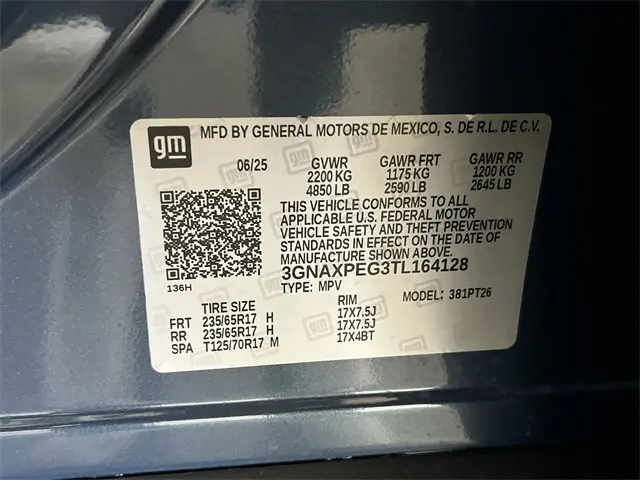 gm MFD BY GENERAL MOTORS DE MEXICO, S. DE R.L. DE C.V.
06/25 GVWR GAWR FRT GAWR RR
2200 KG 1175 KG 1200 KG
4850 LB 2590 LB 2645 LB
THIS VEHICLE CONFORMS TO ALL
APPLICABLE U.S. FEDERAL MOTOR
VEHICLE SAFETY AND THEFT PREVENTION
STANDARDS IN EFFECT ON THE DATE OF
MANUFACTURE SHOWN ABOVE.
3GNAXPEG3TL164128
136H TYPE: MPV MODEL: 381PT26
TIRE SIZE RIM
FRT 235/65R17 H 17X7.5J
RR 235/65R17 H 17X7.5J
SPA T125/70R17 M 17X4BT